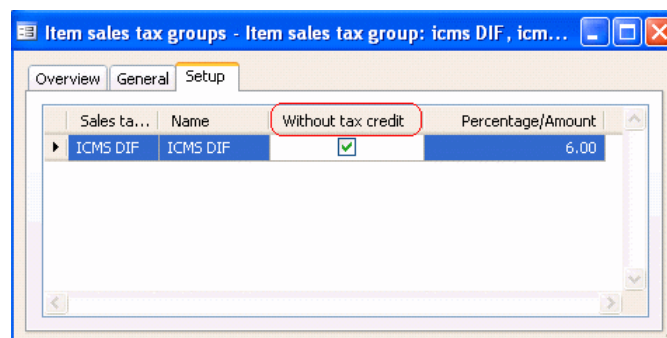 Item sales tax groups - Item sales tax group: icms DIF, icm...
Overview General Setup
Sales ta... Name Without tax credit Percentage/Amount
ICMS DIF ICMS DIF 6.00